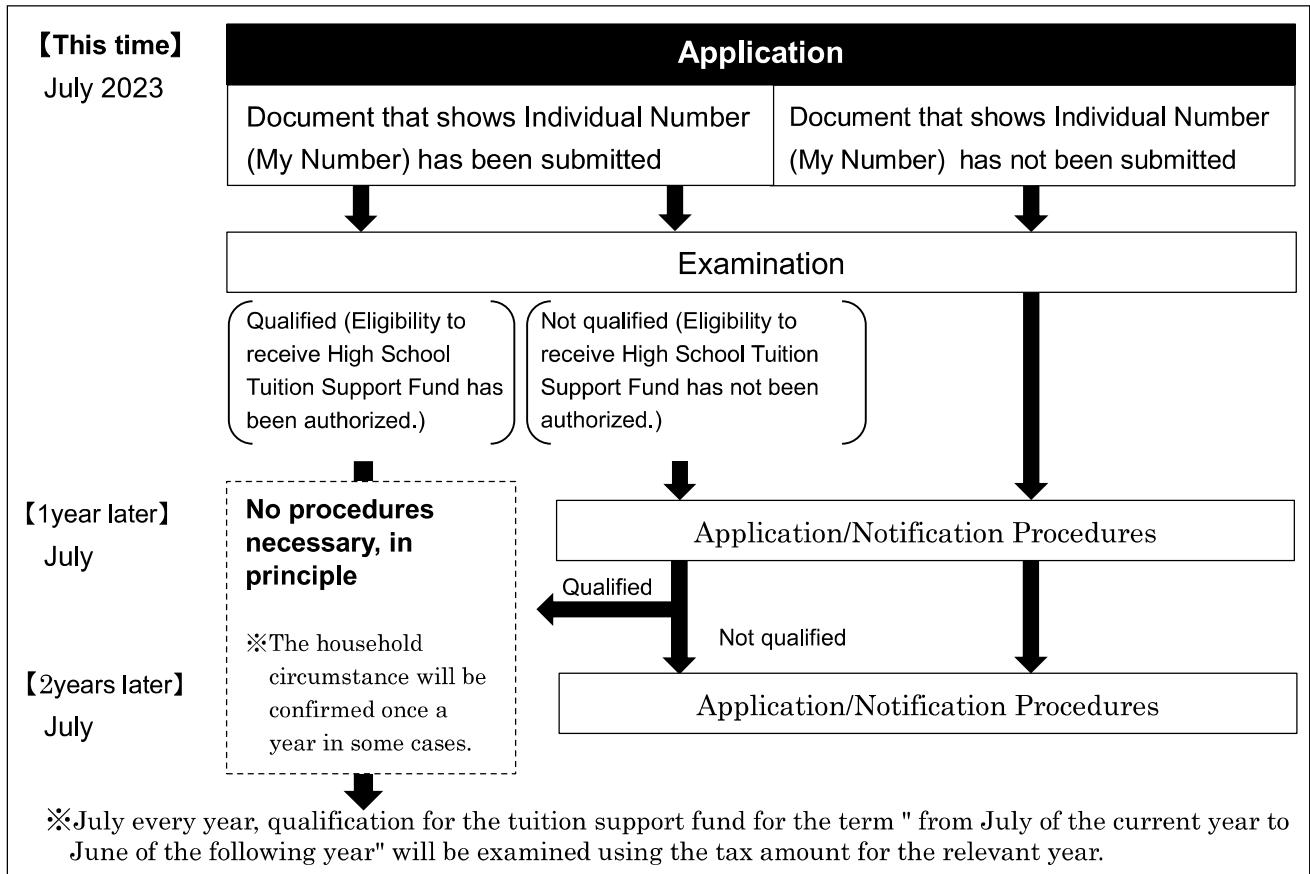 【This time】
July 2023
Application
Document that shows Individual Number
(My Number) has been submitted
Document that shows Individual Number
(My Number) has not been submitted
Examination
Qualified (Eligibility to
receive High School
Tuition Support Fund has
been authorized.)
Not qualified (Eligibility to
receive High School Tuition
Support Fund has not been
authorized.)
【1year later】
July
No procedures
necessary, in
principle
※The household
circumstance will be
confirmed once a
year in some cases.
Application/Notification Procedures
Qualified
Not qualified
【2years later】
July
Application/Notification Procedures
※July every year, qualification for the tuition support fund for the term " from July of the current year to
June of the following year" will be examined using the tax amount for the relevant year.